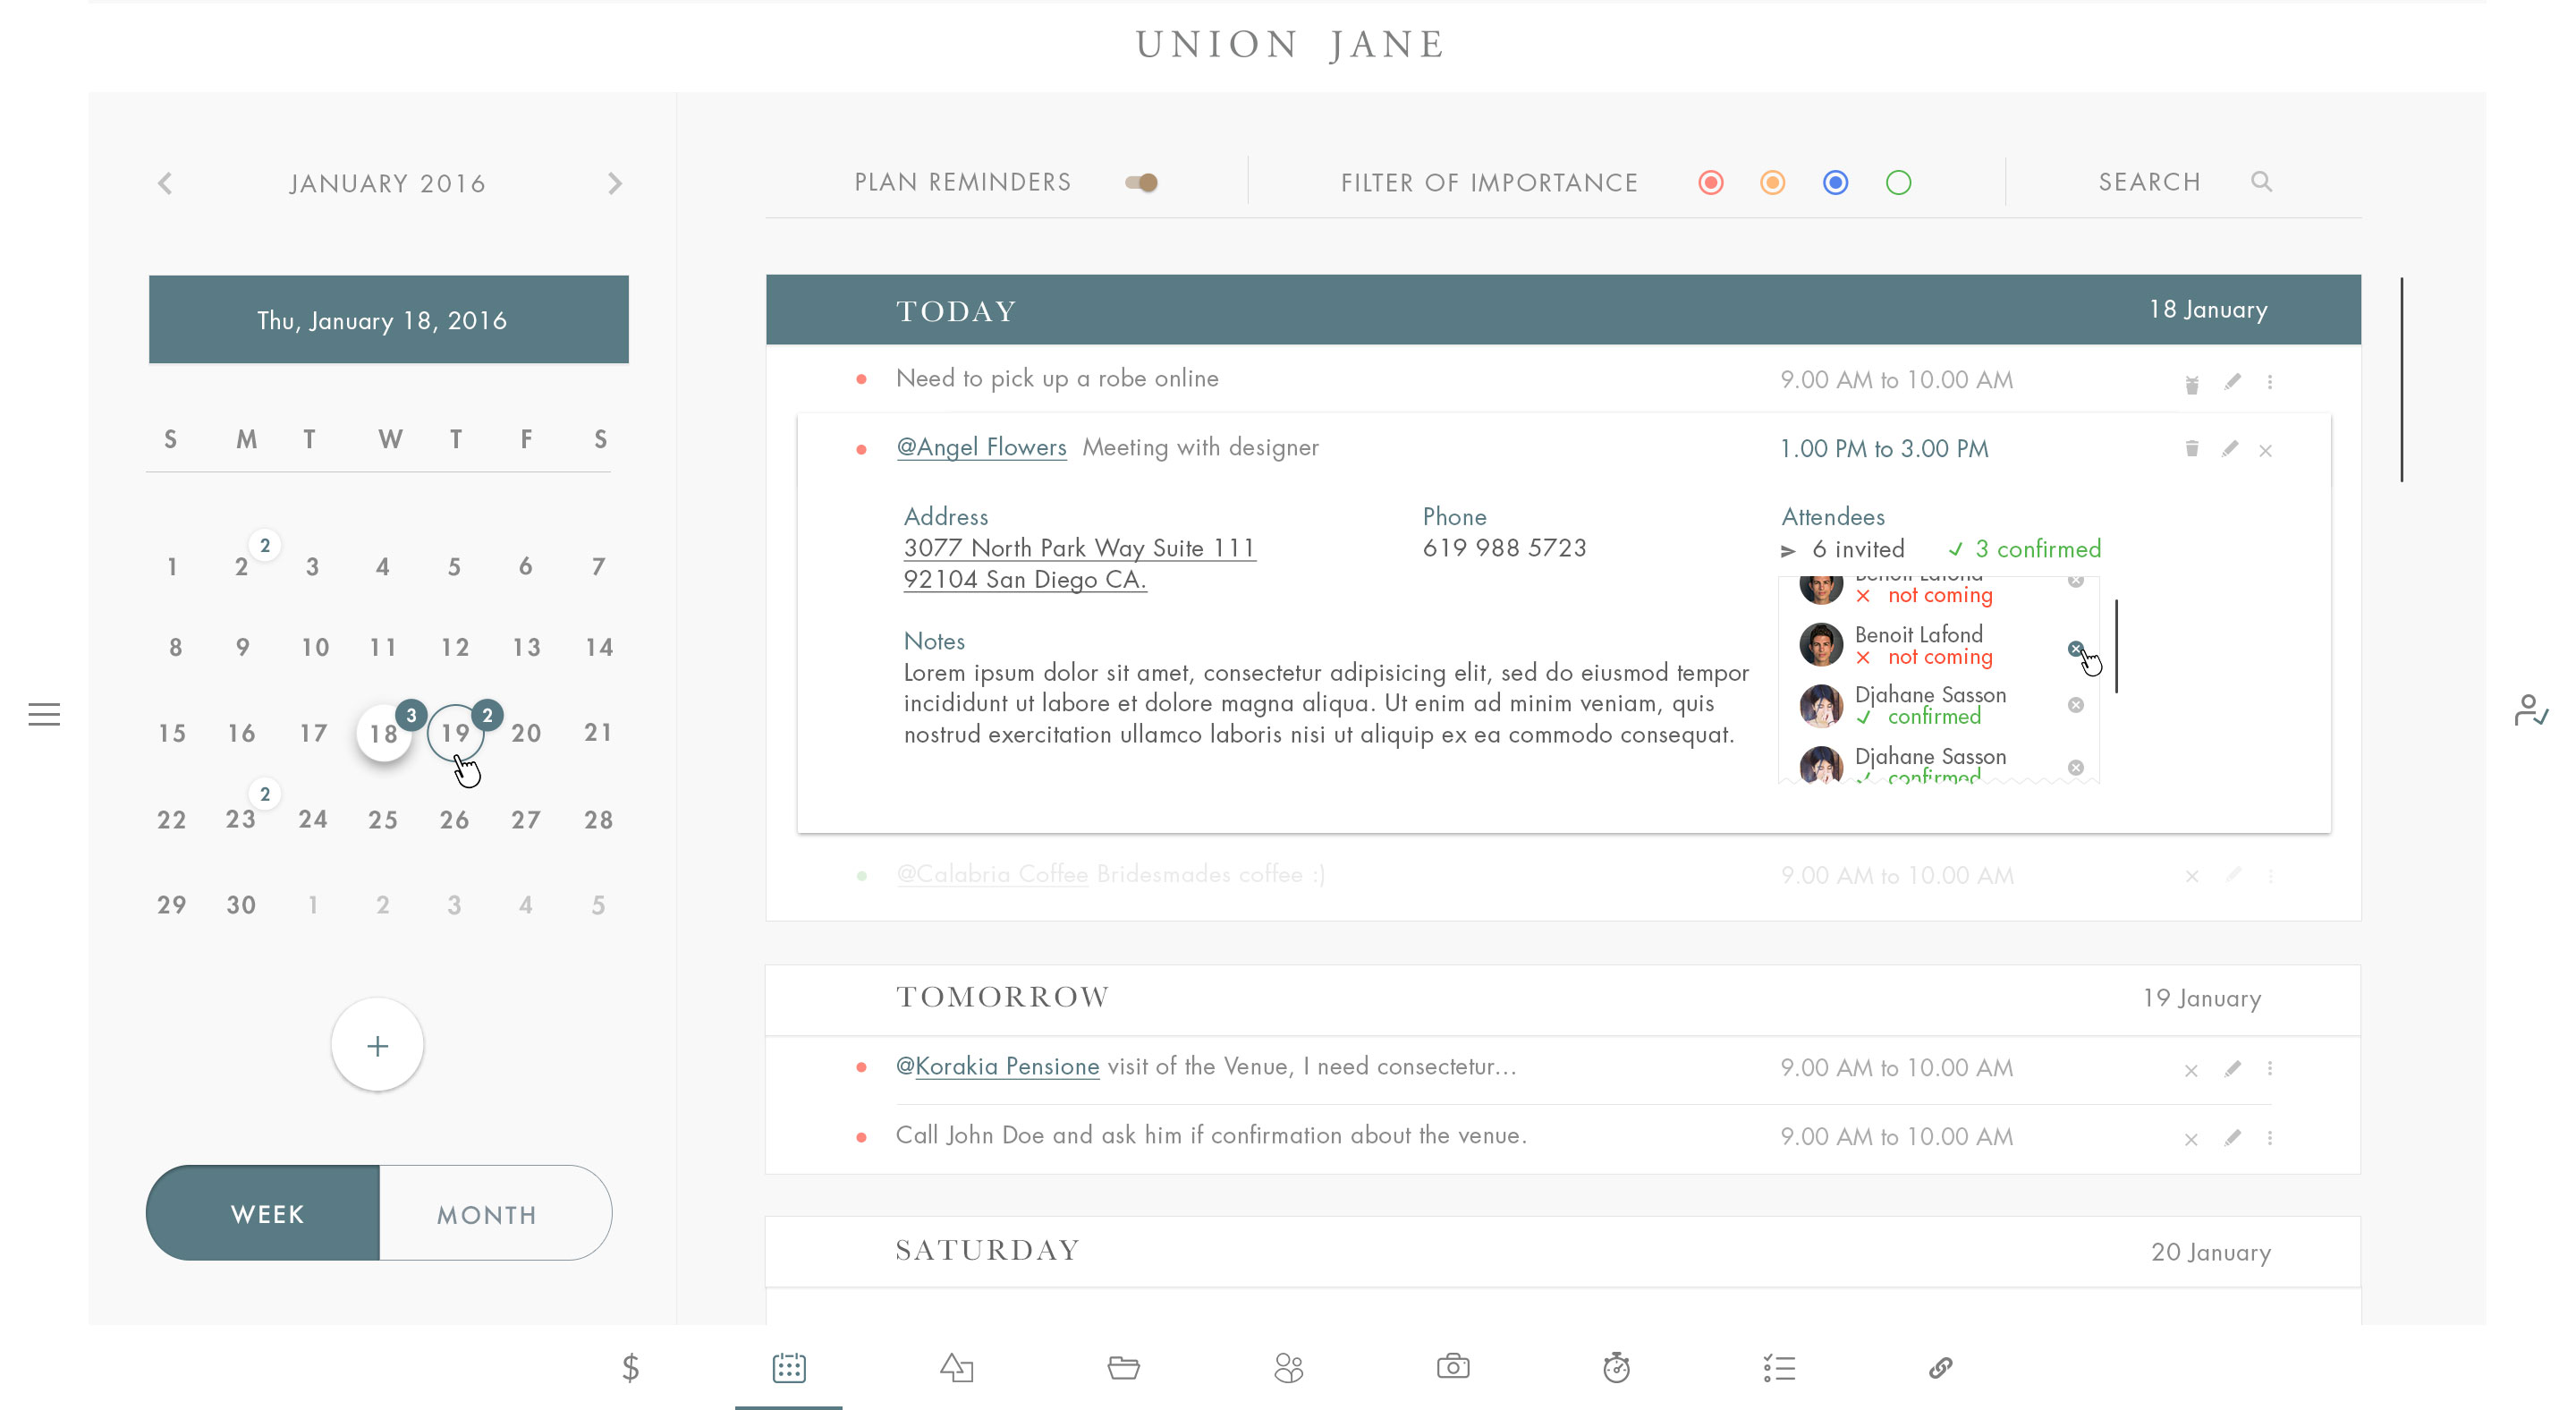 UNION JANE
JANUARY 2016
Thu, January 18, 2016
S M T W T F S
2
1 2 3 4 5 6 7
8 9 10 11 12 13 14
3 2
15 16 17 18 19 20 21
2
22 23 24 25 26 27 28
29 30 1 2 3 4 5
+
WEEK MONTH
PLAN REMINDERS
FILTER OF IMPORTANCE
SEARCH
TODAY 18 January
Need to pick up a robe online 9.00 AM to 10.00 AM
@Angel Flowers Meeting with designer 1.00 PM to 3.00 PM
Address
3077 North Park Way Suite 111
92104 San Diego CA.
Phone
619 988 5723
Attendees
6 invited 3 confirmed
Benoit Lafond
not coming
Benoit Lafond
not coming
Djahane Sasson
confirmed
Djahane Sasson
confirmed
Notes
Lorem ipsum dolor sit amet, consectetur adipisicing elit, sed do eiusmod tempor
incididunt ut labore et dolore magna aliqua. Ut enim ad minim veniam, quis
nostrud exercitation ullamco laboris nisi ut aliquip ex ea commodo consequat.
@Calabria Coffee Bridesmades coffee :) 9.00 AM to 10.00 AM
TOMORROW 19 January
@Korakia Pensione visit of the Venue, I need consectetur... 9.00 AM to 10.00 AM
Call John Doe and ask him if confirmation about the venue. 9.00 AM to 10.00 AM
SATURDAY 20 January
$